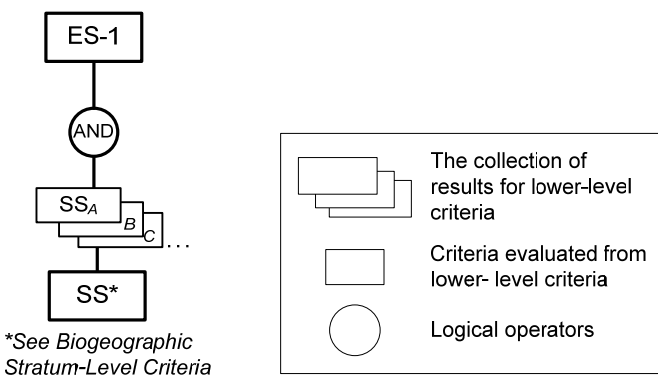 ES-1
AND
SSA
B
C
...
SS*
*See Biogeographic
Stratum-Level Criteria
The collection of
results for lower-level
criteria
Criteria evaluated from
lower- level criteria
Logical operators